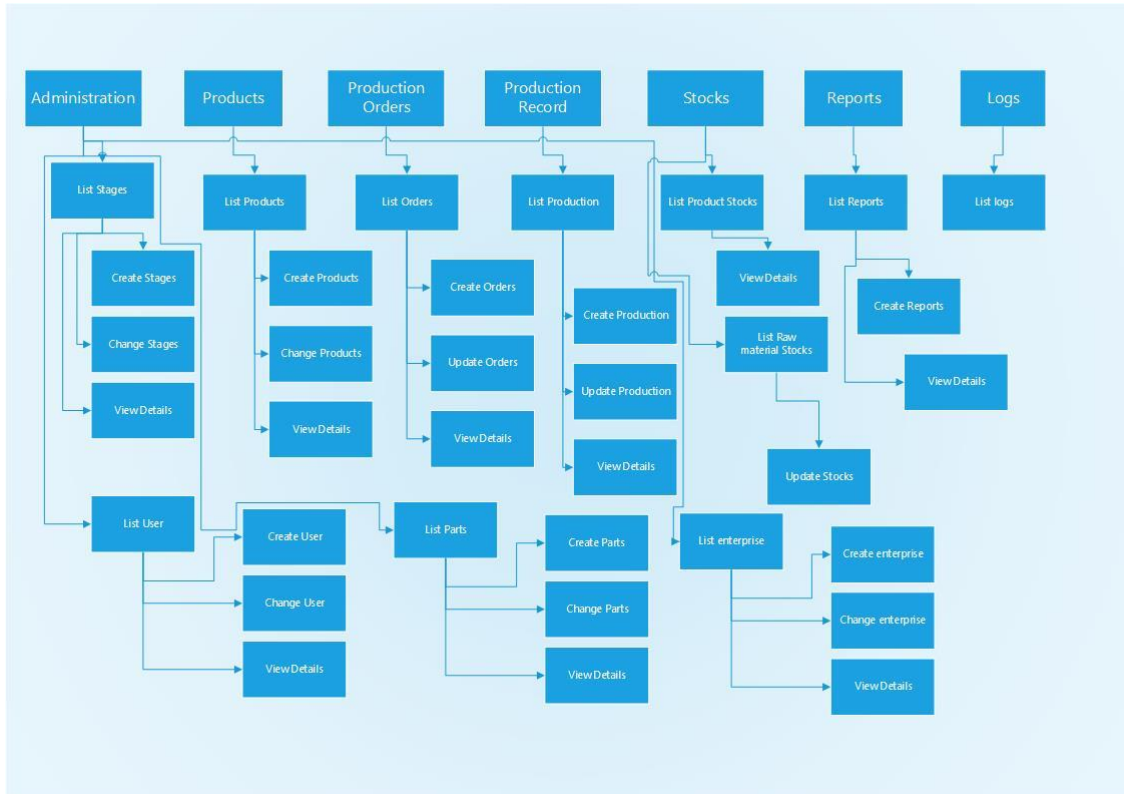 Administration
Products
Production
Orders
Production
Record
Stocks
Reports
Logs
List Stages
List Products
List Orders
List Production
List Product Stocks
List Reports
List logs
Create Stages
Create Products
Create Orders
View Details
Create Reports
Change Stages
Change Products
Update Orders
Create Production
List Raw
material Stocks
View Details
View Details
View Details
View Details
Update Production
View Details
Update Stocks
List User
Create User
List Parts
Create Parts
List enterprise
Create enterprise
Change User
Change Parts
Change enterprise
View Details
View Details
View Details